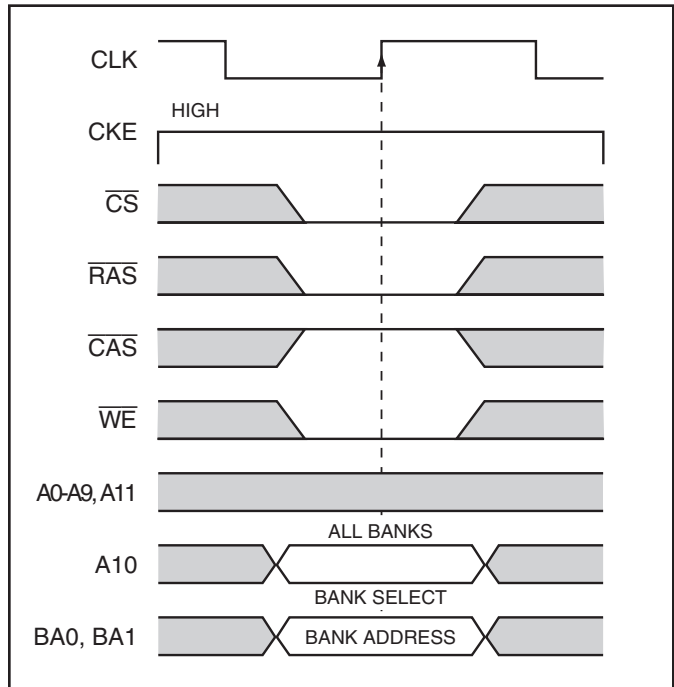 CLK
HIGH
CKE
CS
RAS
CAS
WE
A0-A9, A11
ALL BANKS
A10
BANK SELECT
BA0, BA1
BANK ADDRESS